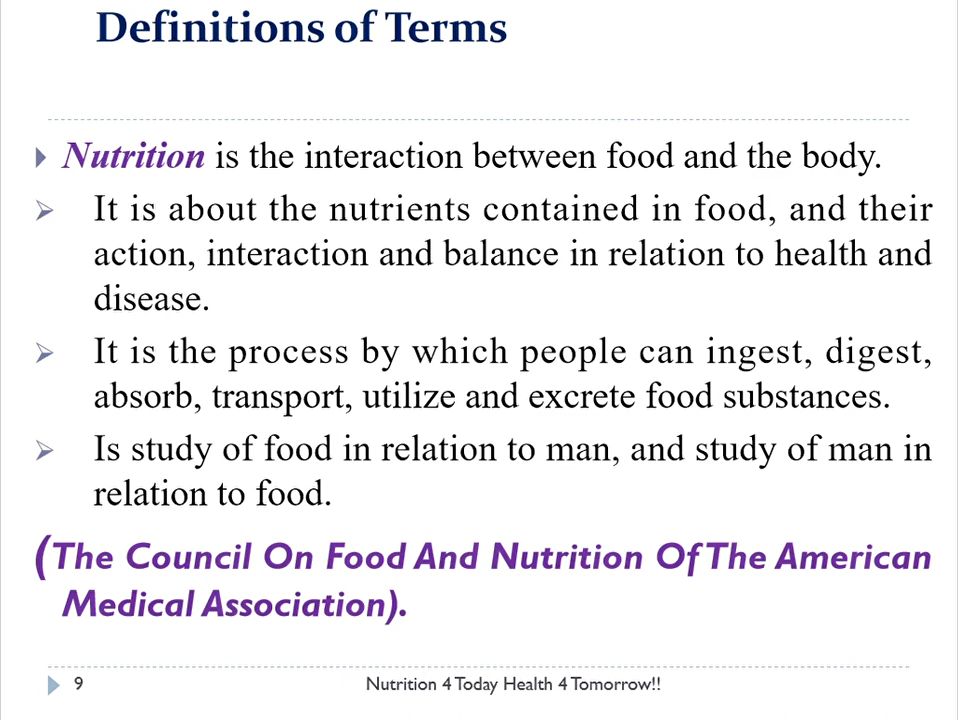 Definitions of Terms
Nutrition is the interaction between food and the body.
It is about the nutrients contained in food, and their
action, interaction and balance in relation to health and
disease.
It is the process by which people can ingest, digest,
absorb, transport, utilize and excrete food substances.
Is study of food in relation to man, and study of man in
relation to food.
(The Council On Food And Nutrition Of The American
Medical Association).
9 Nutrition 4 Today Health 4 Tomorrow!!